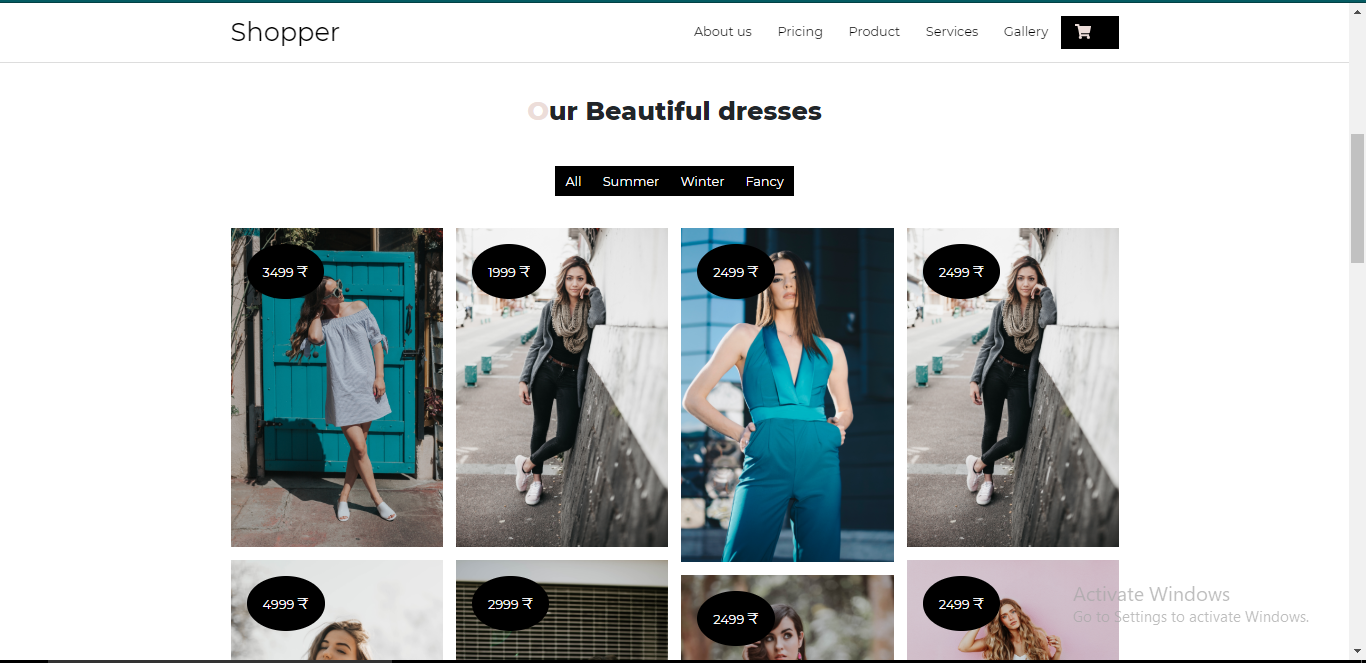 Shopper
About us Pricing Product Services Gallery
Our Beautiful dresses
All Summer Winter Fancy
3499 ₹ 1999 ₹ 2499 ₹ 2499 ₹
4999 ₹ 2999 ₹ 2499 ₹ 2499 ₹
Activate Windows
Go to Settings to activate Windows.